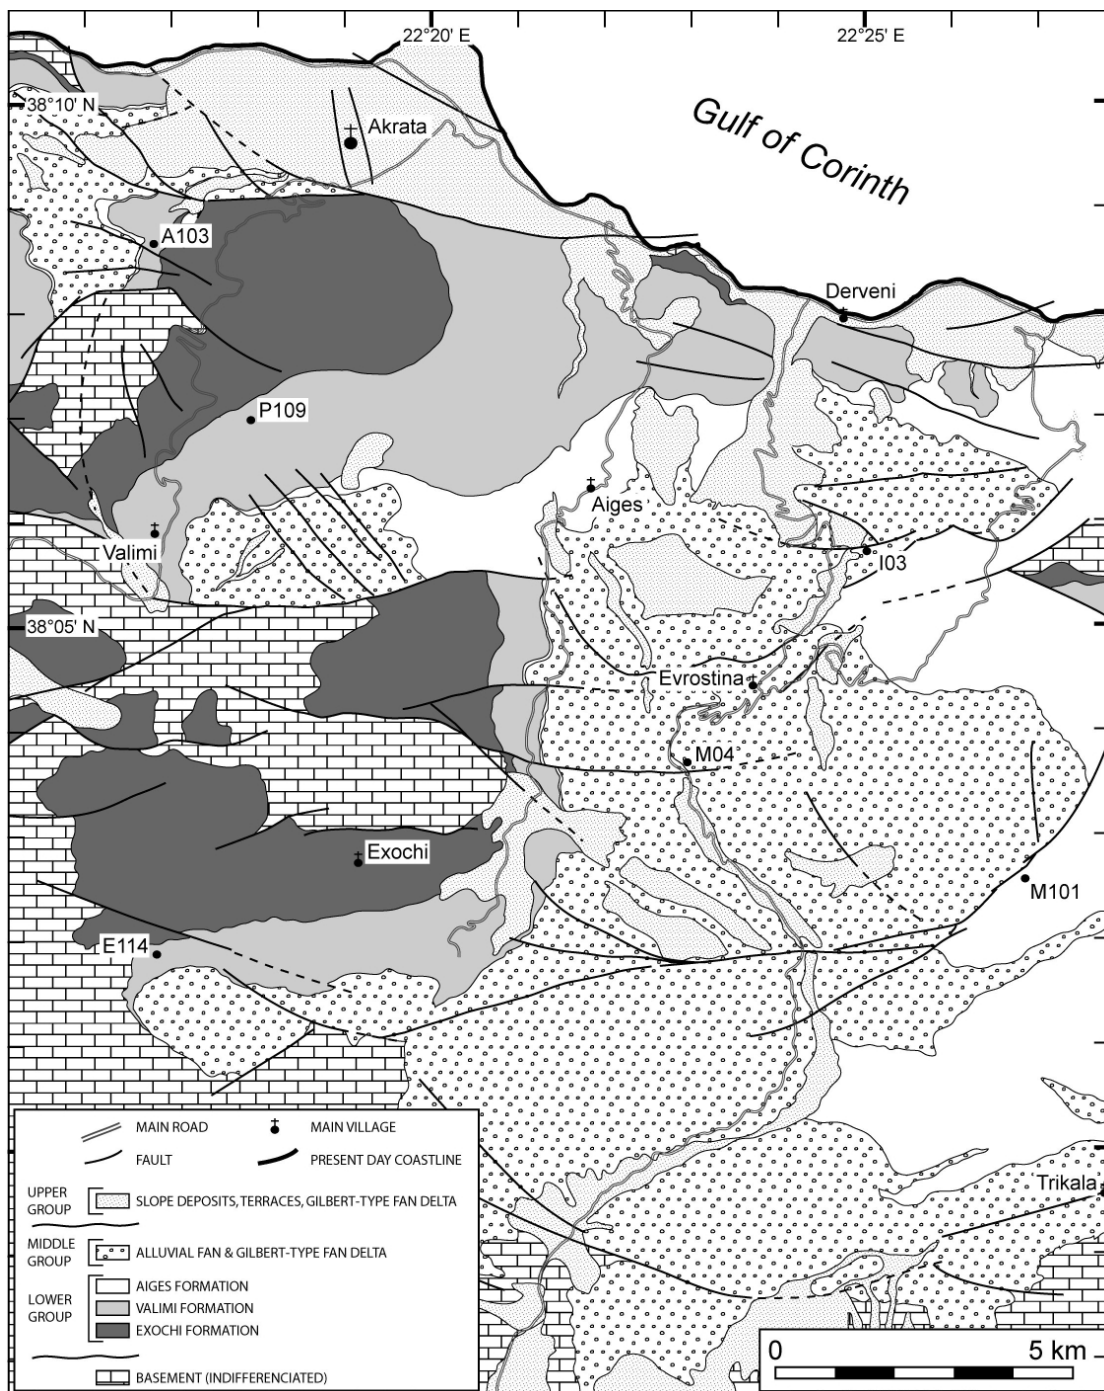 22°20' E
22°25' E
38°10' N
Gulf of Corinth
Akrata
A103
Derveni
P109
Aiges
Valimi
I03
38°05' N
Evrostina
M04
Exochi
M101
E114
Trikala
MAIN ROAD
MAIN VILLAGE
FAULT
PRESENT DAY COASTLINE
UPPER
GROUP
SLOPE DEPOSITS, TERRACES, GILBERT-TYPE FAN DELTA
MIDDLE
GROUP
ALLUVIAL FAN & GILBERT-TYPE FAN DELTA
LOWER
GROUP
AIGES FORMATION
VALIMI FORMATION
EXOCHI FORMATION
BASEMENT (INDIFFERENCIATED)
0 5 km